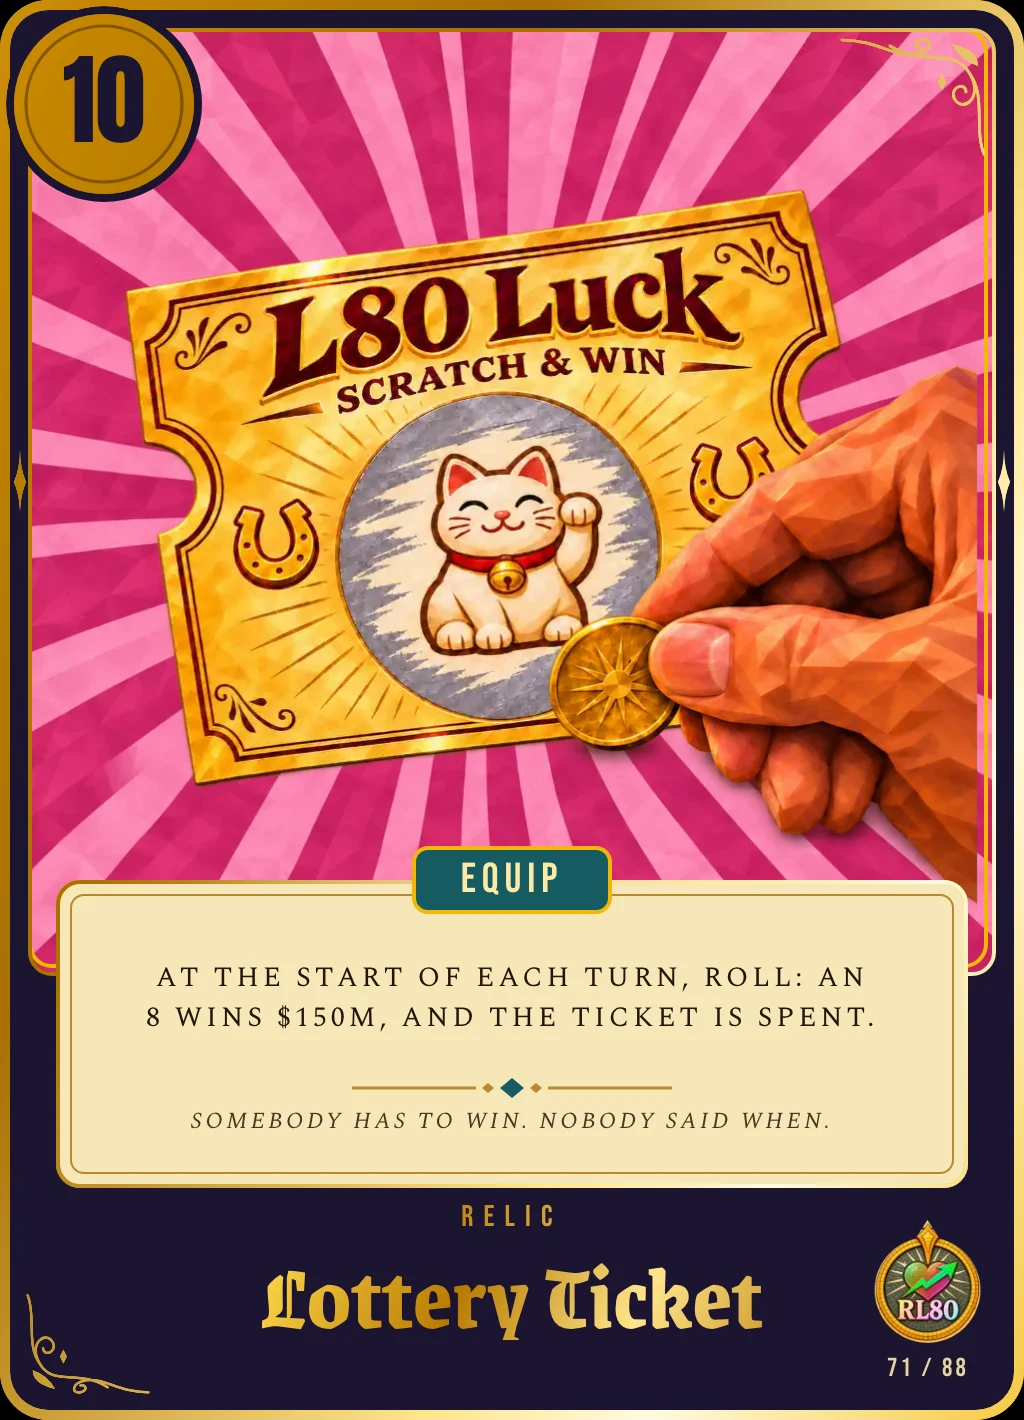 10
L80 Luck
SCRATCH & WIN
EQUIP
AT THE START OF EACH TURN, ROLL: AN
8 WINS $150M, AND THE TICKET IS SPENT.
SOMEBODY HAS TO WIN. NOBODY SAID WHEN.
RELIC
Lottery Ticket
RL80
71 / 88